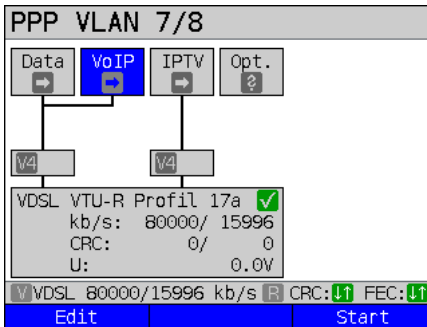 PPP VLAN 7/8
Data VoIP IPTV Opt.
V4 V4
VDSL VTU-R Profil 17a
kb/s: 80000/ 15996
CRC: 0/ 0
U: 0.0V
V VDSL 80000/15996 kb/s R CRC: FEC:
Edit Start